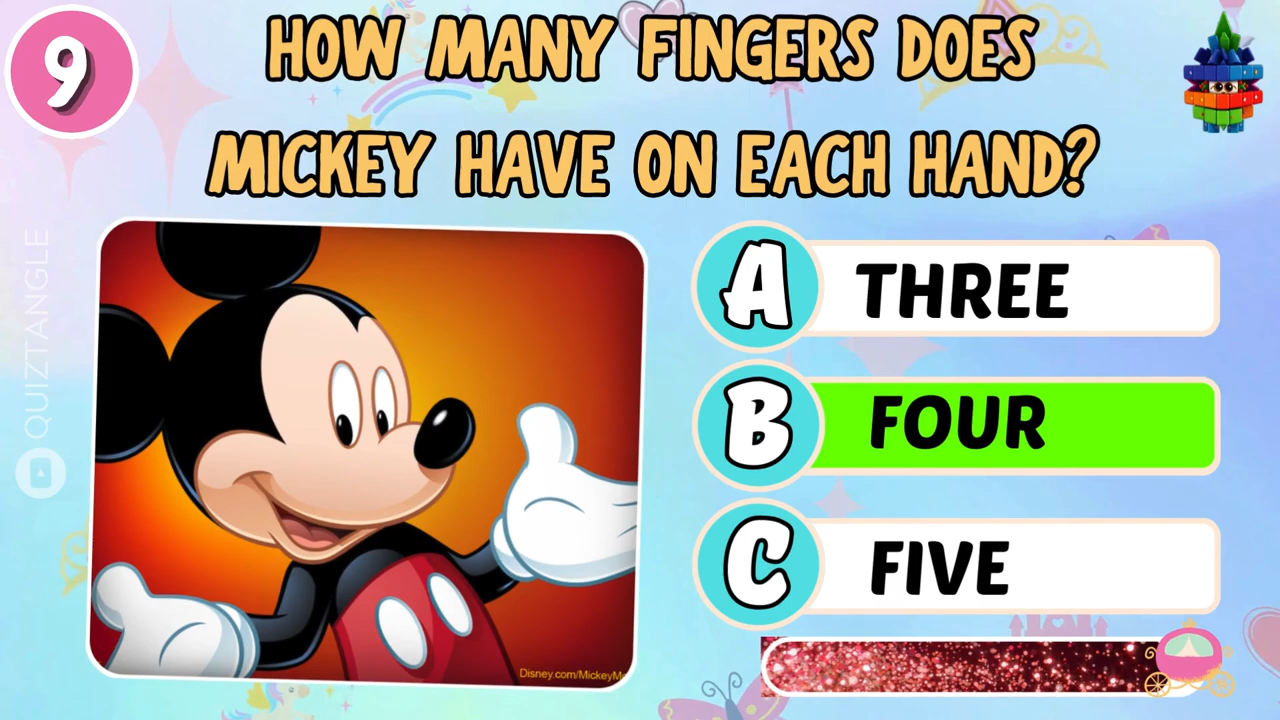 9
HOW MANY FINGERS DOES
MICKEY HAVE ON EACH HAND?
QUIZTANGLE
A THREE
B FOUR
C FIVE
Disney.com/MickeyM